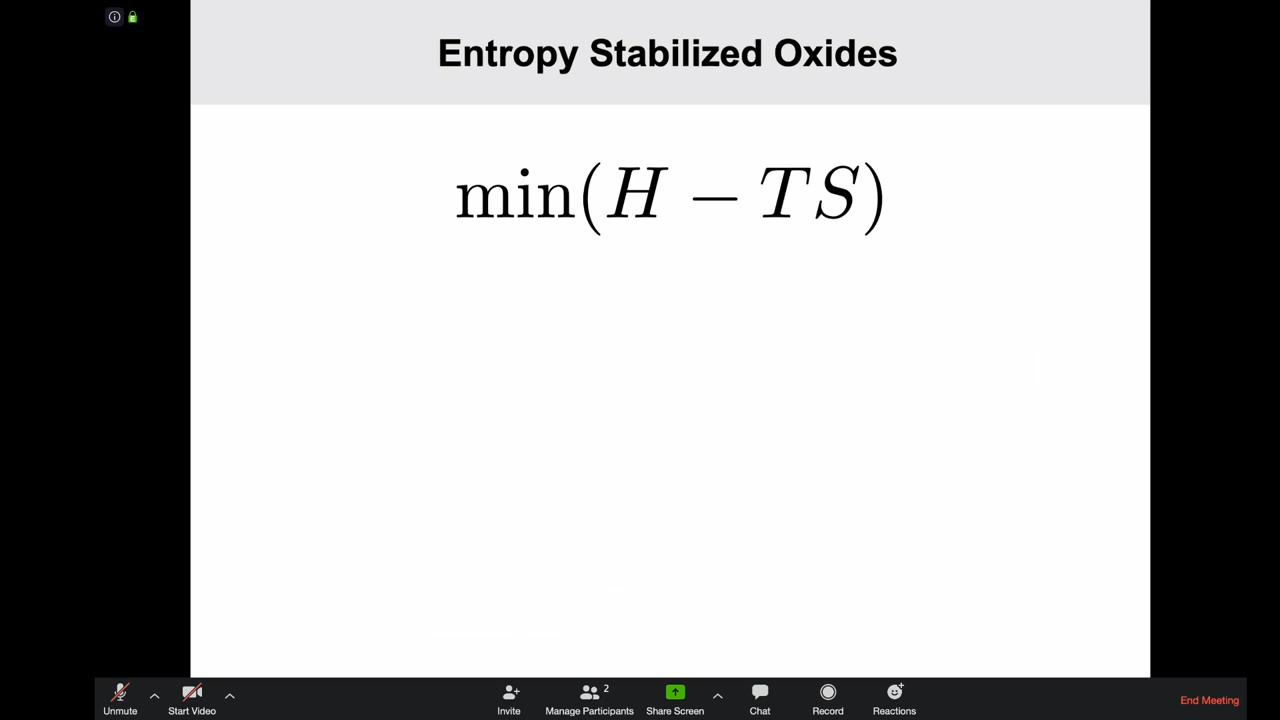 Entropy Stabilized Oxides
min(H − TS)
Unmute
Start Video
Invite
2
Manage Participants
Share Screen
Chat
Record
Reactions
End Meeting